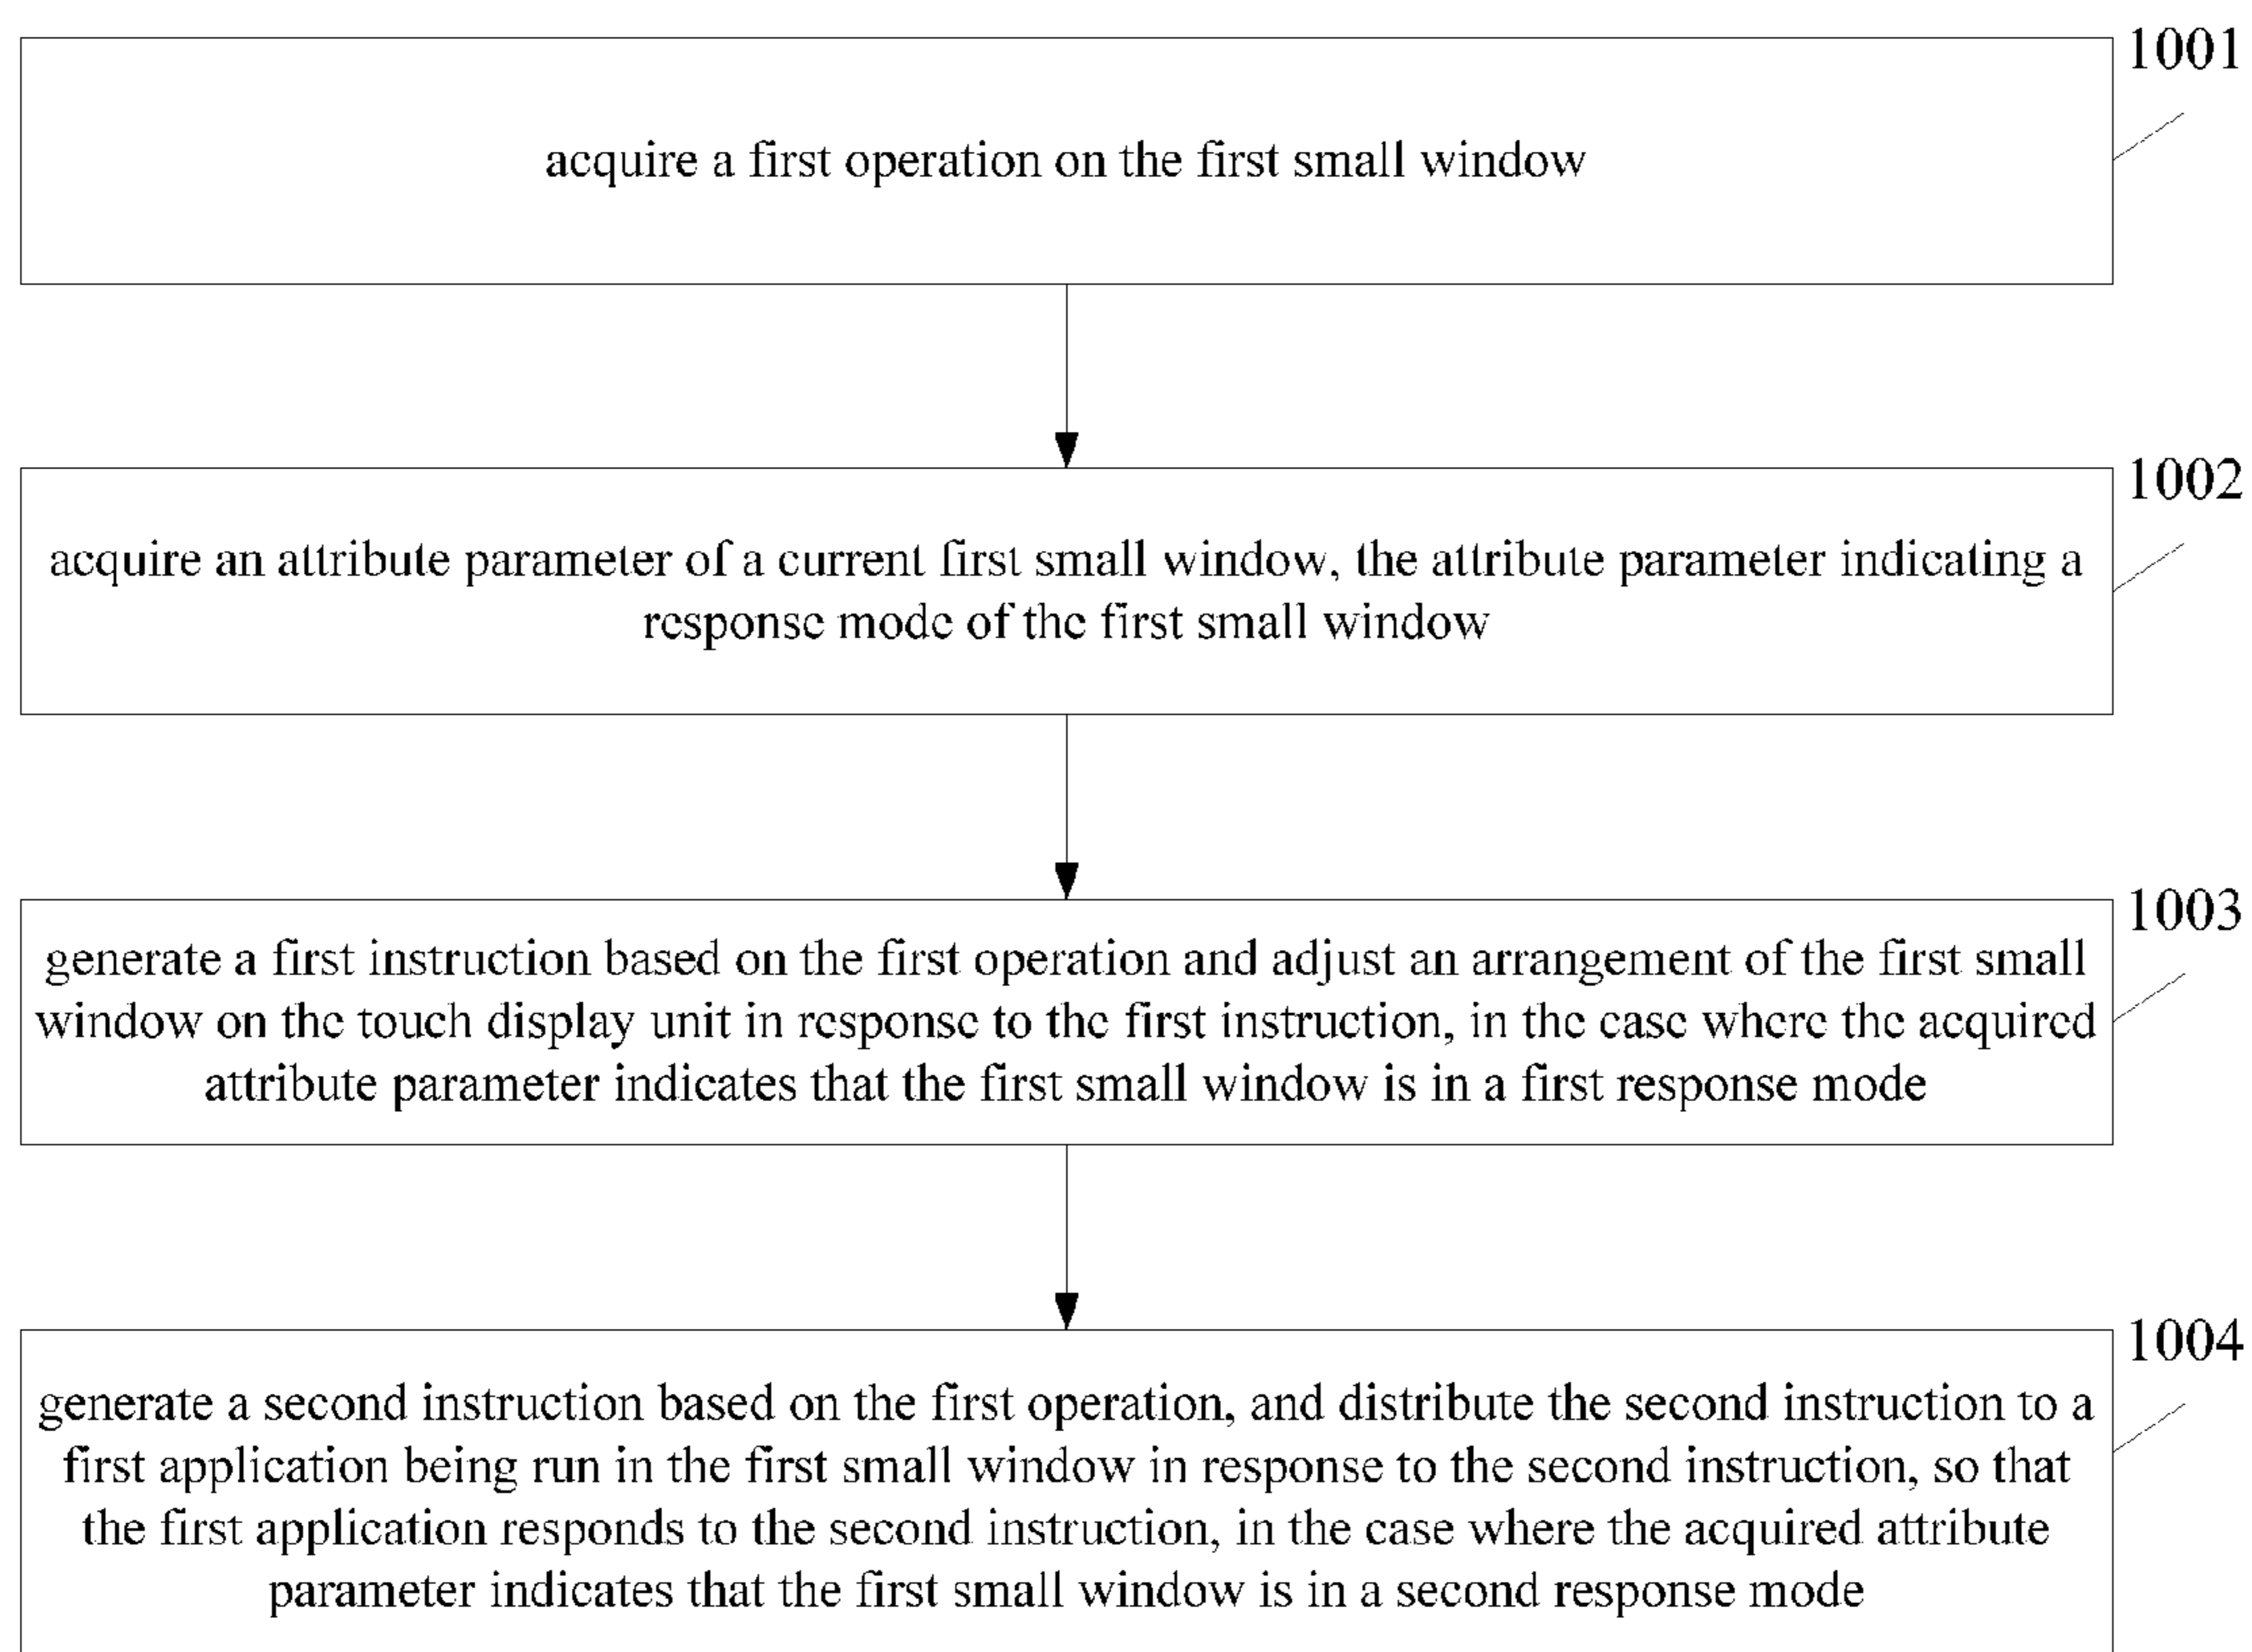 1001
acquire a first operation on the first small window
1002
acquire an attribute parameter of a current first small window, the attribute parameter indicating a
response mode of the first small window
1003
generate a first instruction based on the first operation and adjust an arrangement of the first small
window on the touch display unit in response to the first instruction, in the case where the acquired
attribute parameter indicates that the first small window is in a first response mode
1004
generate a second instruction based on the first operation, and distribute the second instruction to a
first application being run in the first small window in response to the second instruction, so that
the first application responds to the second instruction, in the case where the acquired attribute
parameter indicates that the first small window is in a second response mode